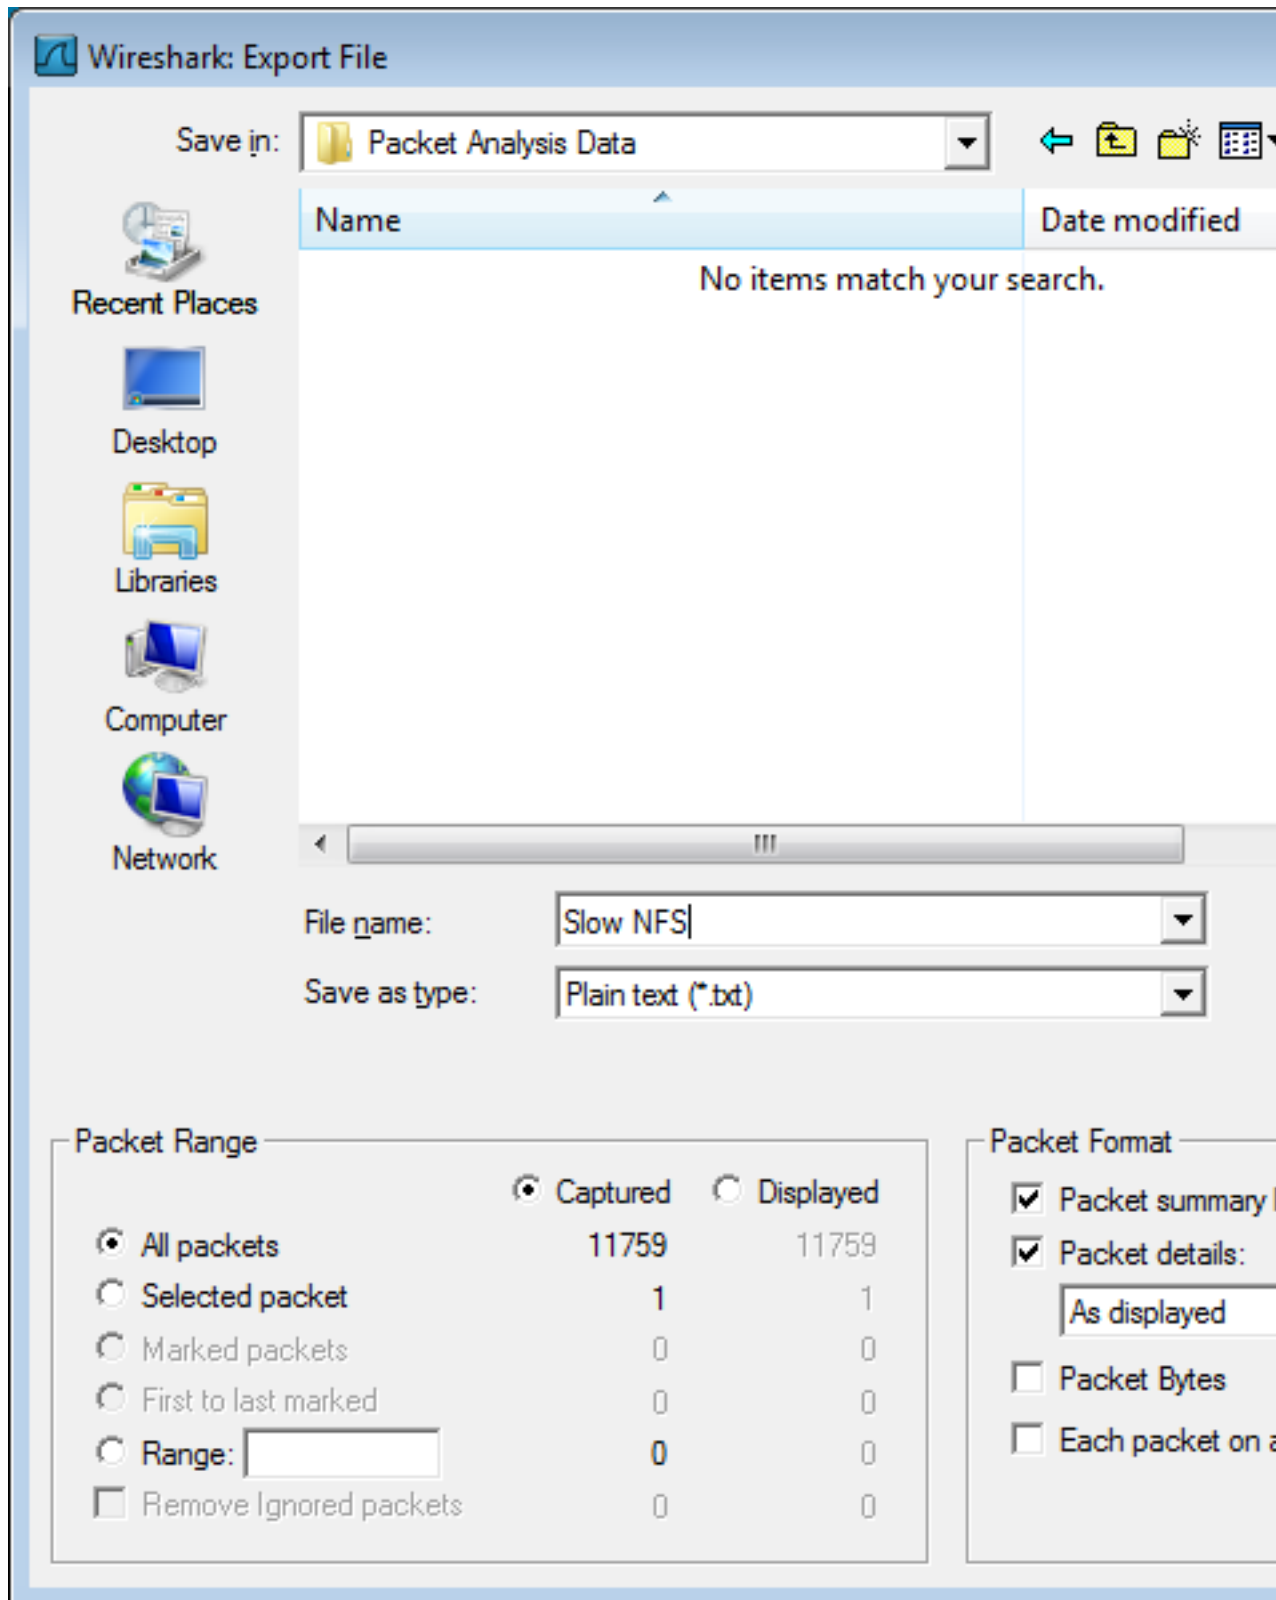 Wireshark: Export File
Save in: Packet Analysis Data
Name Date modified
No items match your search.
Recent Places
Desktop
Libraries
Computer
Network
File name: Slow NFS
Save as type: Plain text (*.txt)
Packet Range
Captured Displayed
All packets 11759 11759
Selected packet 1 1
Marked packets 0 0
First to last marked 0 0
Range: 0 0
Remove Ignored packets 0 0
Packet Format
Packet summary
Packet details:
As displayed
Packet Bytes
Each packet on a